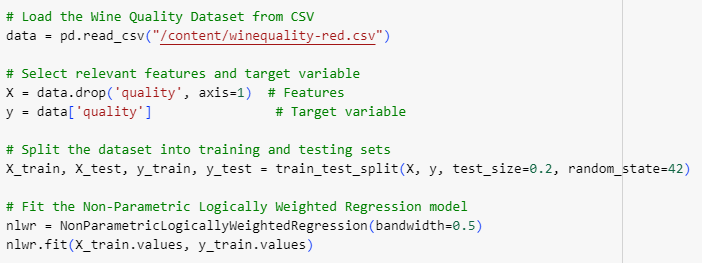 # Load the Wine Quality Dataset from CSV
data = pd.read_csv("/content/winequality-red.csv")
# Select relevant features and target variable
X = data.drop('quality', axis=1)  # Features
y = data['quality']               # Target variable
# Split the dataset into training and testing sets
X_train, X_test, y_train, y_test = train_test_split(X, y, test_size=0.2, random_state=42)
# Fit the Non-Parametric Logically Weighted Regression model
nlwr = NonParametricLogicallyWeightedRegression(bandwidth=0.5)
nlwr.fit(X_train.values, y_train.values)